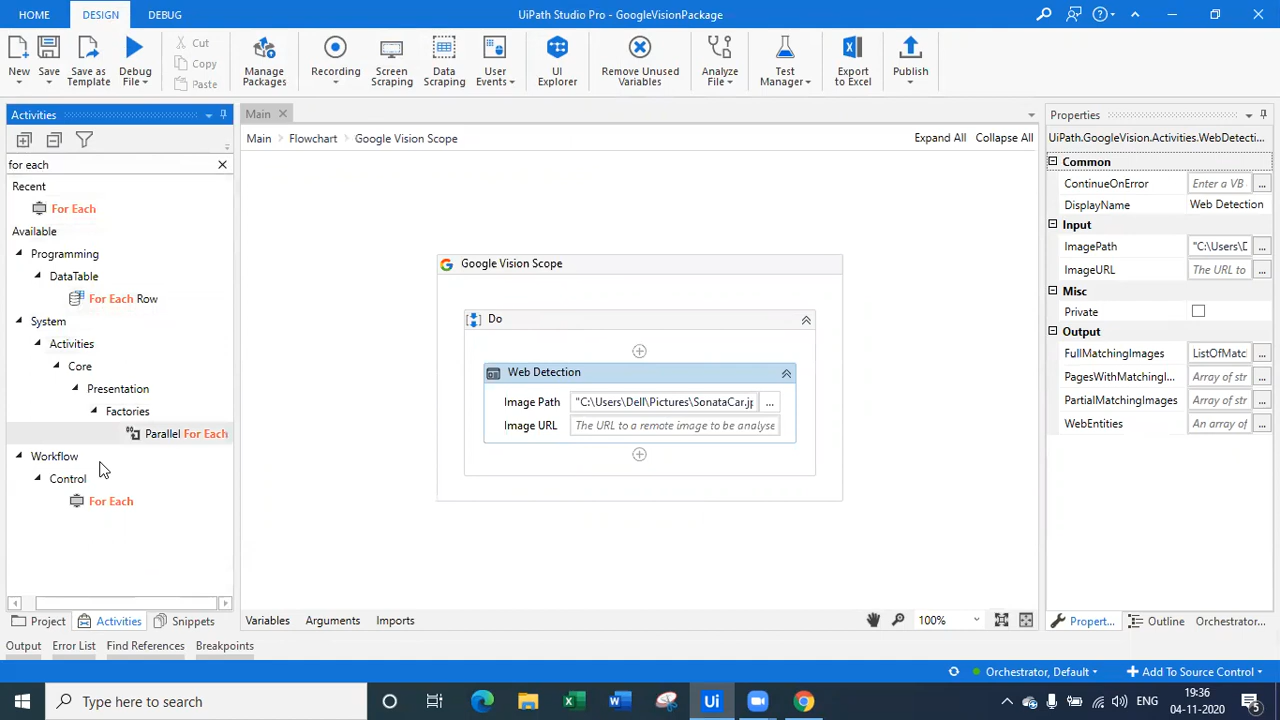 HOME DESIGN DEBUG UiPath Studio Pro - GoogleVisionPackage
New Save Save as Template Debug File Cut Copy Paste Manage Packages Recording Screen Scraping Data Scraping User Events UI Explorer Remove Unused Variables Analyze File Test Manager Export to Excel Publish
Activities
for each
Recent
For Each
Available
Programming
DataTable
For Each Row
System
Activities
Core
Presentation
Factories
Parallel For Each
Workflow
Control
For Each
Project Activities Snippets
Main
Main Flowchart Google Vision Scope Expand All Collapse All
Google Vision Scope
Do
Web Detection
Image Path "C:\Users\Dell\Pictures\SonataCar.jp ...
Image URL The URL to a remote image to be analyse
Variables Arguments Imports 100%
Properties
UiPath.GoogleVision.Activities.WebDetecti...
Common
ContinueOnError Enter a VB ...
DisplayName Web Detection
Input
ImagePath "C:\Users\D ...
ImageURL The URL to ...
Misc
Private
Output
FullMatchingImages ListOfMatc ...
PagesWithMatchingI... Array of str ...
PartialMatchingImages Array of str ...
WebEntities An array of ...
Propert... Outline Orchestrator...
Output Error List Find References Breakpoints
Orchestrator, Default Add To Source Control
Type here to search
Ui
ENG
19:36
04-11-2020
5